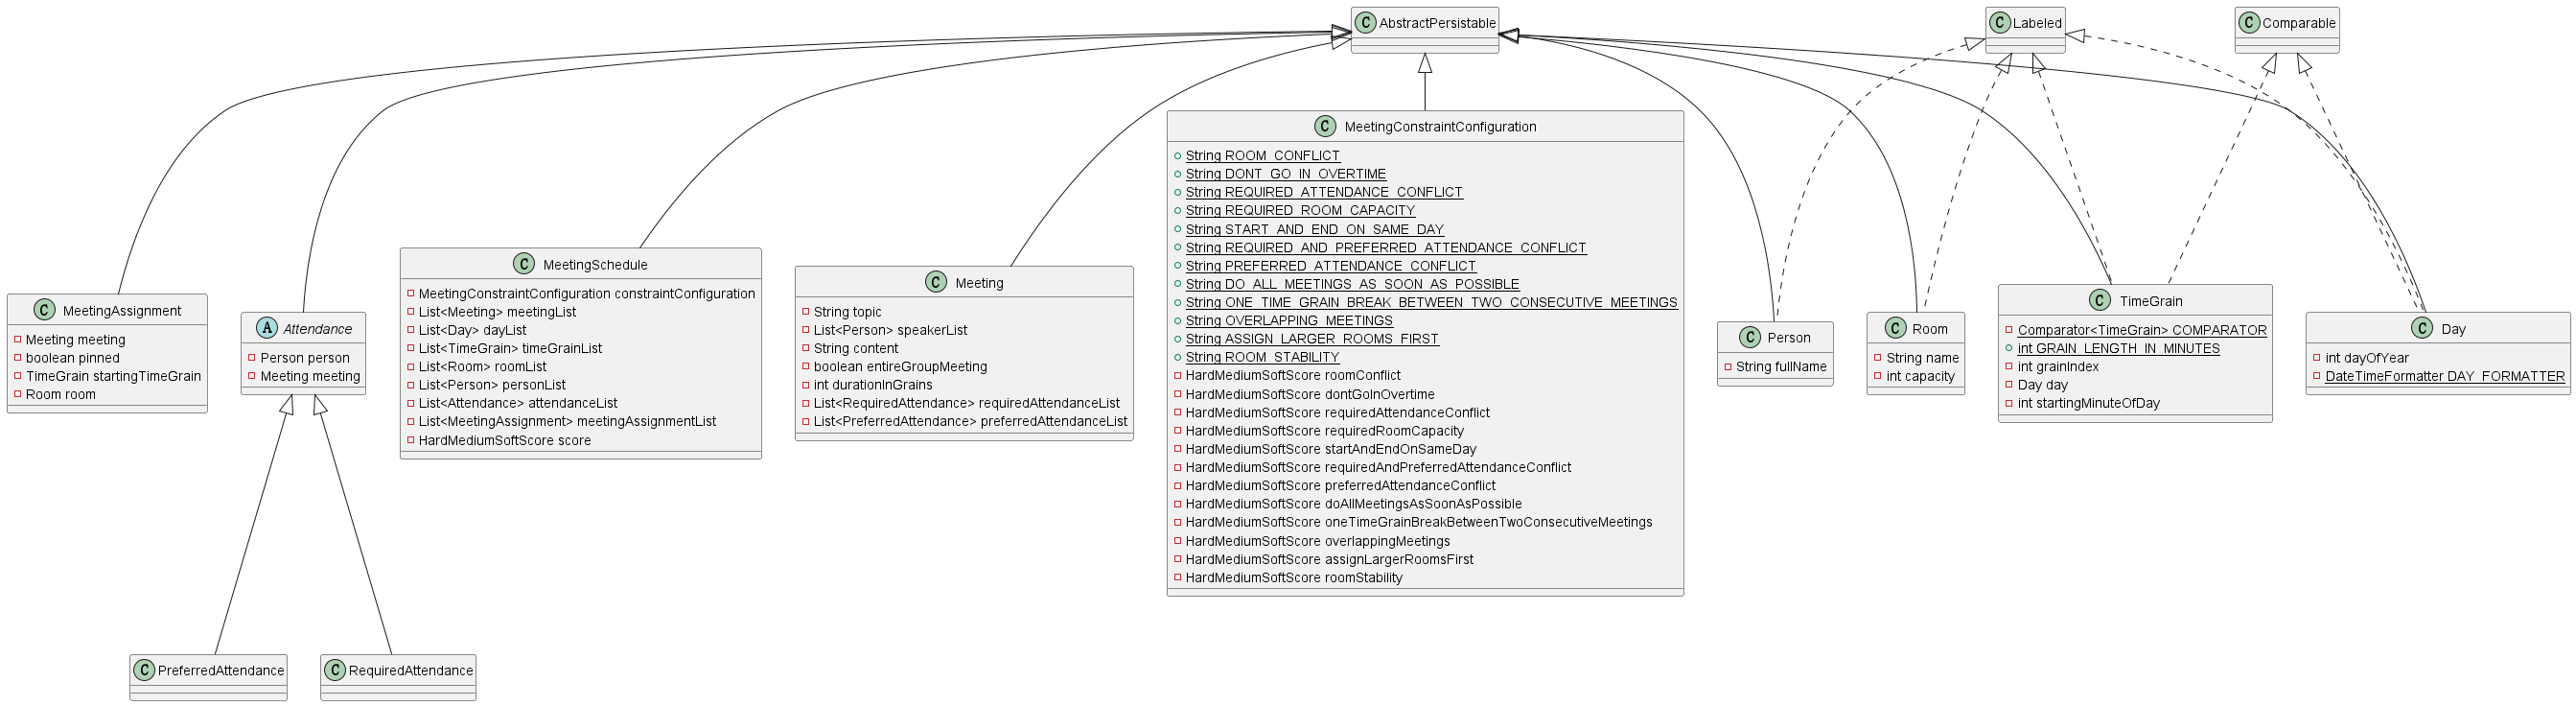 C AbstractPersistable
C Labeled
C Comparable
C MeetingAssignment
Meeting meeting
boolean pinned
TimeGrain startingTimeGrain
Room room
A Attendance
Person person
Meeting meeting
C MeetingSchedule
MeetingConstraintConfiguration constraintConfiguration
List<Meeting> meetingList
List<Day> dayList
List<TimeGrain> timeGrainList
List<Room> roomList
List<Person> personList
List<Attendance> attendanceList
List<MeetingAssignment> meetingAssignmentList
HardMediumSoftScore score
C Meeting
String topic
List<Person> speakerList
String content
boolean entireGroupMeeting
int durationInGrains
List<RequiredAttendance> requiredAttendanceList
List<PreferredAttendance> preferredAttendanceList
C MeetingConstraintConfiguration
String ROOM_CONFLICT
String DONT_GO_IN_OVERTIME
String REQUIRED_ATTENDANCE_CONFLICT
String REQUIRED_ROOM_CAPACITY
String START_AND_END_ON_SAME_DAY
String REQUIRED_AND_PREFERRED_ATTENDANCE_CONFLICT
String PREFERRED_ATTENDANCE_CONFLICT
String DO_ALL_MEETINGS_AS_SOON_AS_POSSIBLE
String ONE_TIME_GRAIN_BREAK_BETWEEN_TWO_CONSECUTIVE_MEETINGS
String OVERLAPPING_MEETINGS
String ASSIGN_LARGER_ROOMS_FIRST
String ROOM_STABILITY
HardMediumSoftScore roomConflict
HardMediumSoftScore dontGoInOvertime
HardMediumSoftScore requiredAttendanceConflict
HardMediumSoftScore requiredRoomCapacity
HardMediumSoftScore startAndEndOnSameDay
HardMediumSoftScore requiredAndPreferredAttendanceConflict
HardMediumSoftScore preferredAttendanceConflict
HardMediumSoftScore doAllMeetingsAsSoonAsPossible
HardMediumSoftScore oneTimeGrainBreakBetweenTwoConsecutiveMeetings
HardMediumSoftScore overlappingMeetings
HardMediumSoftScore assignLargerRoomsFirst
HardMediumSoftScore roomStability
C Person
String fullName
C Room
String name
int capacity
C TimeGrain
Comparator<TimeGrain> COMPARATOR
int GRAIN_LENGTH_IN_MINUTES
int grainIndex
Day day
int startingMinuteOfDay
C Day
int dayOfYear
DateTimeFormatter DAY_FORMATTER
C PreferredAttendance
C RequiredAttendance